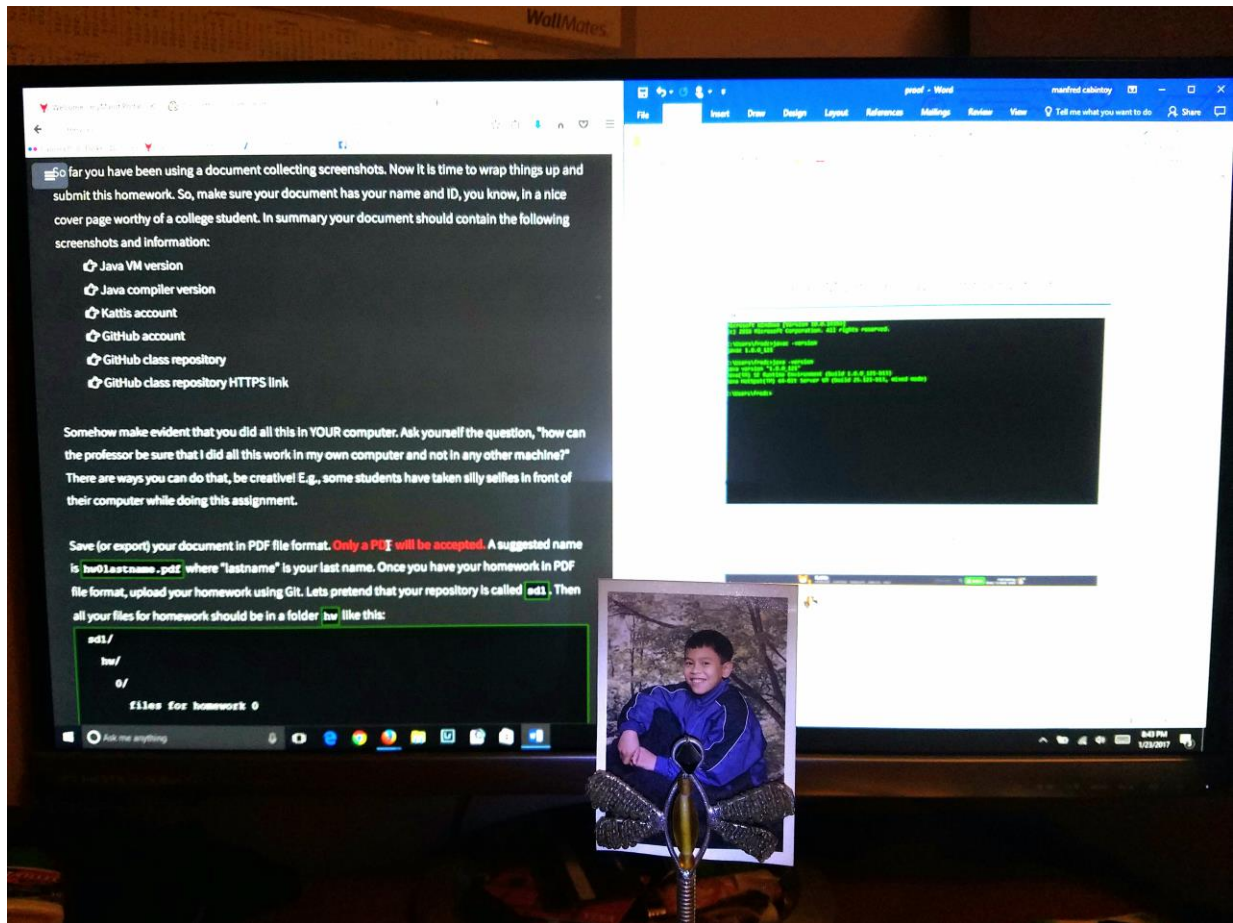 WallMates
So far you have been using a document collecting screenshots. Now it is time to wrap things up and
submit this homework. So, make sure your document has your name and ID, you know, in a nice
cover page worthy of a college student. In summary your document should contain the following
screenshots and information:
Java VM version
Java compiler version
Kattis account
GitHub account
GitHub class repository
GitHub class repository HTTPS link
Somehow make evident that you did all this in YOUR computer. Ask yourself the question, "how can
the professor be sure that I did all this work in my own computer and not in any other machine?"
There are ways you can do that, be creative! E.g., some students have taken silly selfies in front of
their computer while doing this assignment.
Save (or export) your document in PDF file format. Only a PDF will be accepted. A suggested name
is hw0lastname.pdf where "lastname" is your last name. Once you have your homework in PDF
file format, upload your homework using Git. Lets pretend that your repository is called sd1. Then
all your files for homework should be in a folder hw like this:
sd1/
hw/
0/
files for homework 0
Ask me anything
proof - Word
manfred cabintoy
File Insert Draw Design Layout References Mailings Review View Tell me what you want to do Share
(c) 2016 Microsoft Corporation. All rights reserved.
8:43 PM
1/23/2017